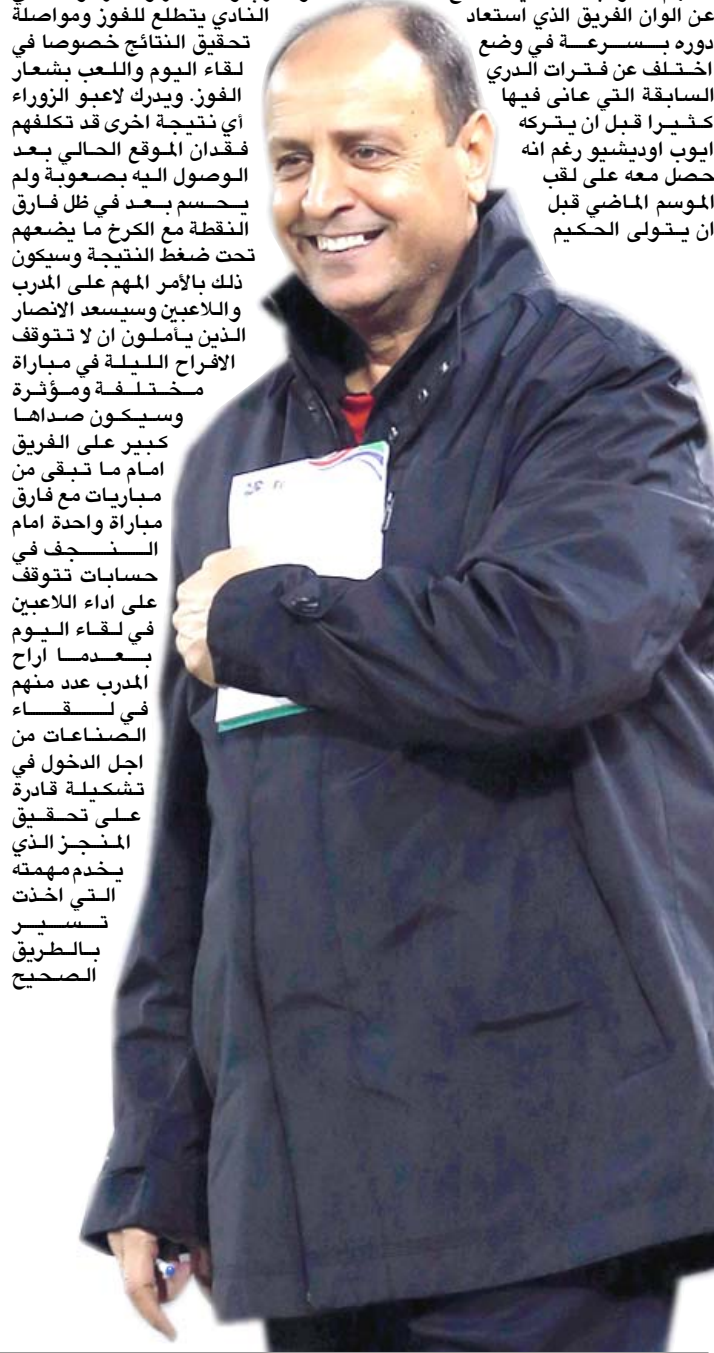 عن الوان الفريق الذي استعاد
دوره بسرعة في وضع
اختلف عن فترات الدري
السابقة التي عانى فيها
كثيرا قبل ان يتركه
ايوب اوديشيو رغم انه
حصل معه على لقب
الموسم الماضي قبل
ان يتولى الحكيم
النادي يتطلع للفوز ومواصلة
تحقيق النتائج خصوصا في
لقاء اليوم واللعب بشعار
الفوز. ويدرك لاعبو الزوراء
أي نتيجة اخرى قد تكلفهم
فقدان الموقع الحالي بعد
الوصول اليه بصعوبة ولم
يحسم بعد في ظل فارق
النقطة مع الكرخ ما يضعهم
تحت ضغط النتيجة وسيكون
ذلك بالأمر المهم على المدرب
واللاعبين وسيسعد الانصار
الذين يأملون ان لا تتوقف
الافراح الليلة في مباراة
مختلفة ومؤثرة
وسيكون صداها
كبير على الفريق
امام ما تبقى من
مباريات مع فارق
مباراة واحدة امام
النجف في
حسابات تتوقف
على اداء اللاعبين
في لقاء اليوم
بعدما اراح
المدرب عدد منهم
في لقاء
الصناعات من
اجل الدخول في
تشكيلة قادرة
على تحقيق
المنجز الذي
يخدم مهمته
التي اخذت
تسير
بالطريق
الصحيح